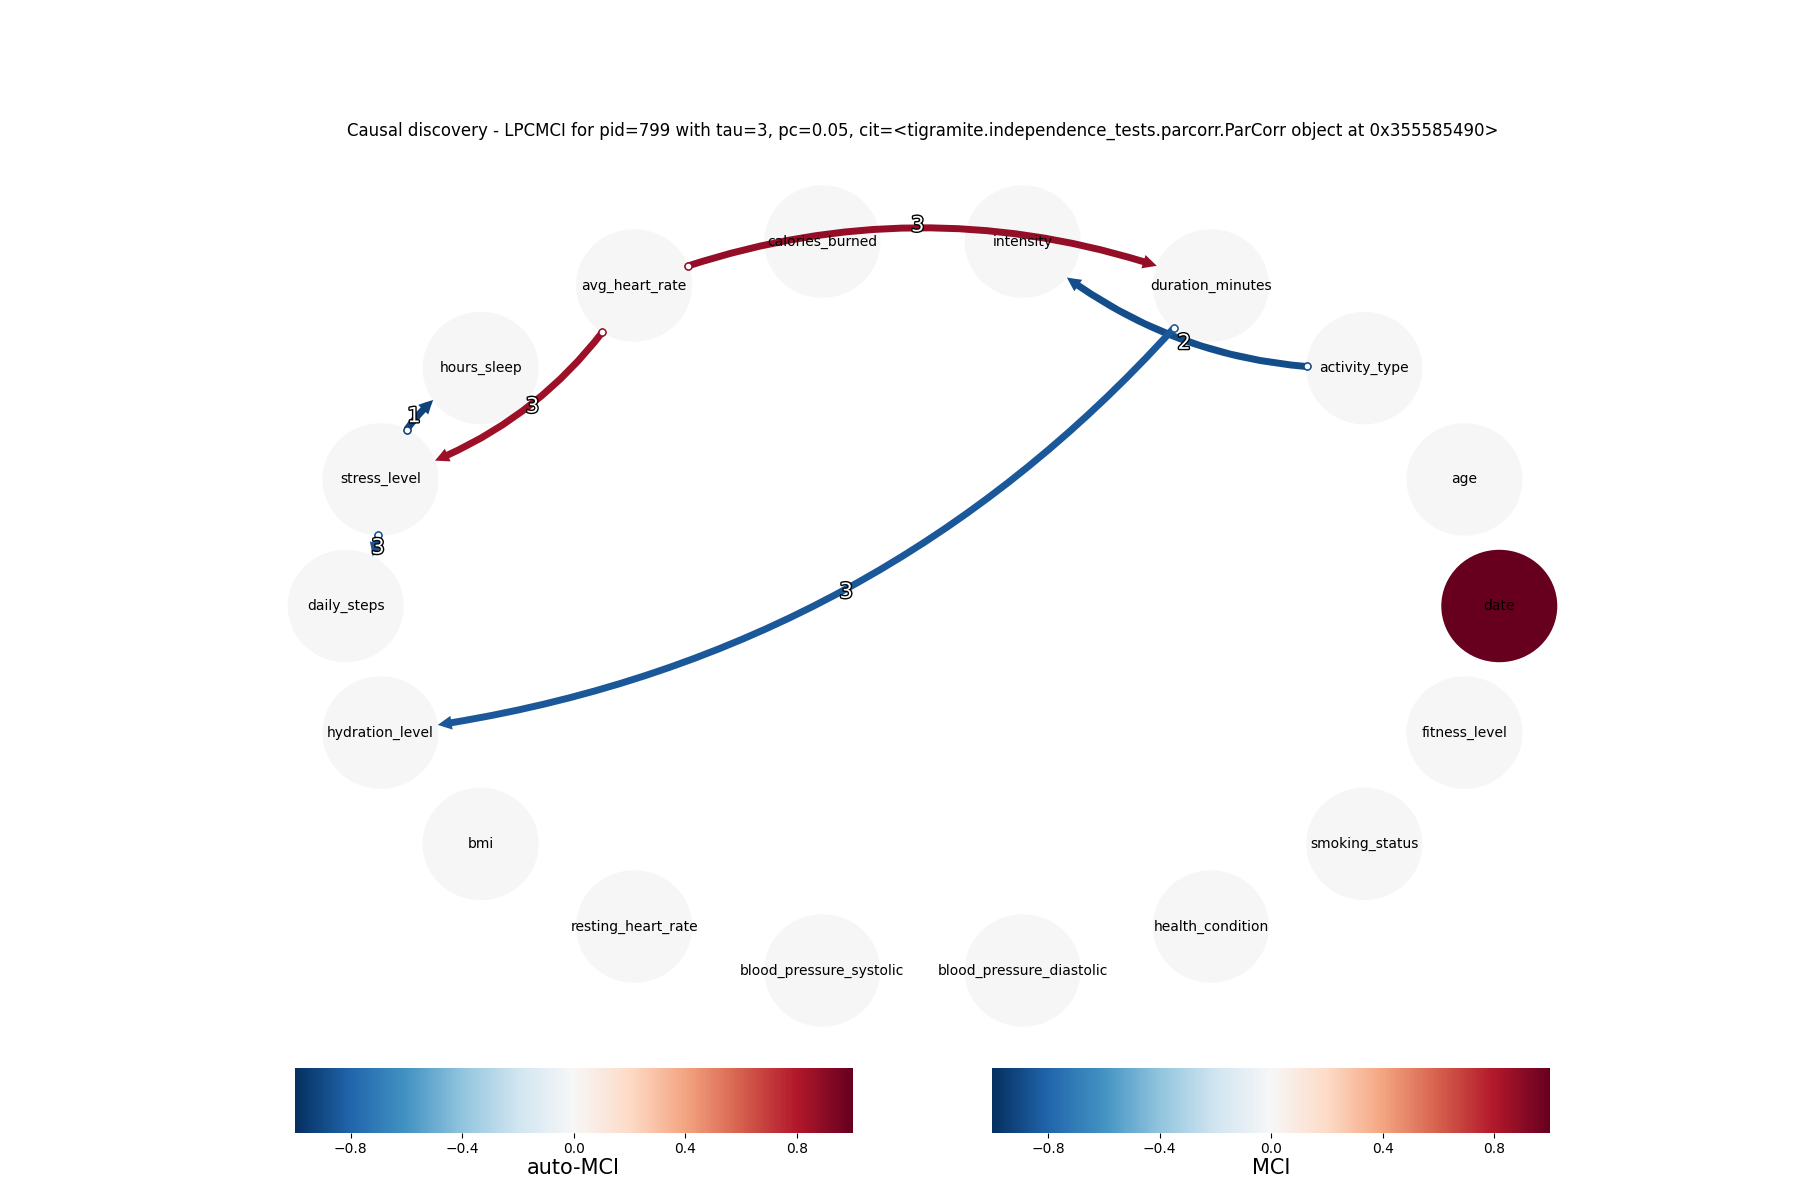 Causal discovery - LPCMCI for pid=799 with tau=3, pc=0.05, cit=<tigramite.independence_tests.parcorr.ParCorr object at 0x355585490>
3
calories_burned
intensity
avg_heart_rate
duration_minutes
2
hours_sleep
activity_type
3
1
stress_level
age
3
daily_steps
date
3
hydration_level
fitness_level
bmi
smoking_status
resting_heart_rate
health_condition
blood_pressure_systolic
blood_pressure_diastolic
−0.8 −0.4 0.0 0.4 0.8
auto-MCI
−0.8 −0.4 0.0 0.4 0.8
MCI